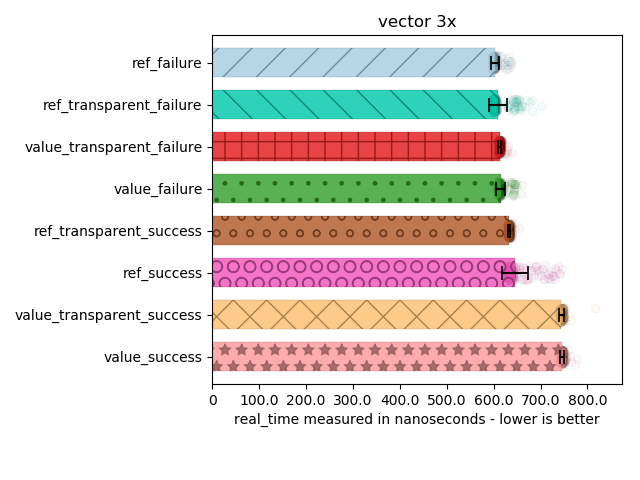 vector 3x
ref_failure
ref_transparent_failure
value_transparent_failure
value_failure
ref_transparent_success
ref_success
value_transparent_success
value_success
0 100.0 200.0 300.0 400.0 500.0 600.0 700.0 800.0
real_time measured in nanoseconds - lower is better